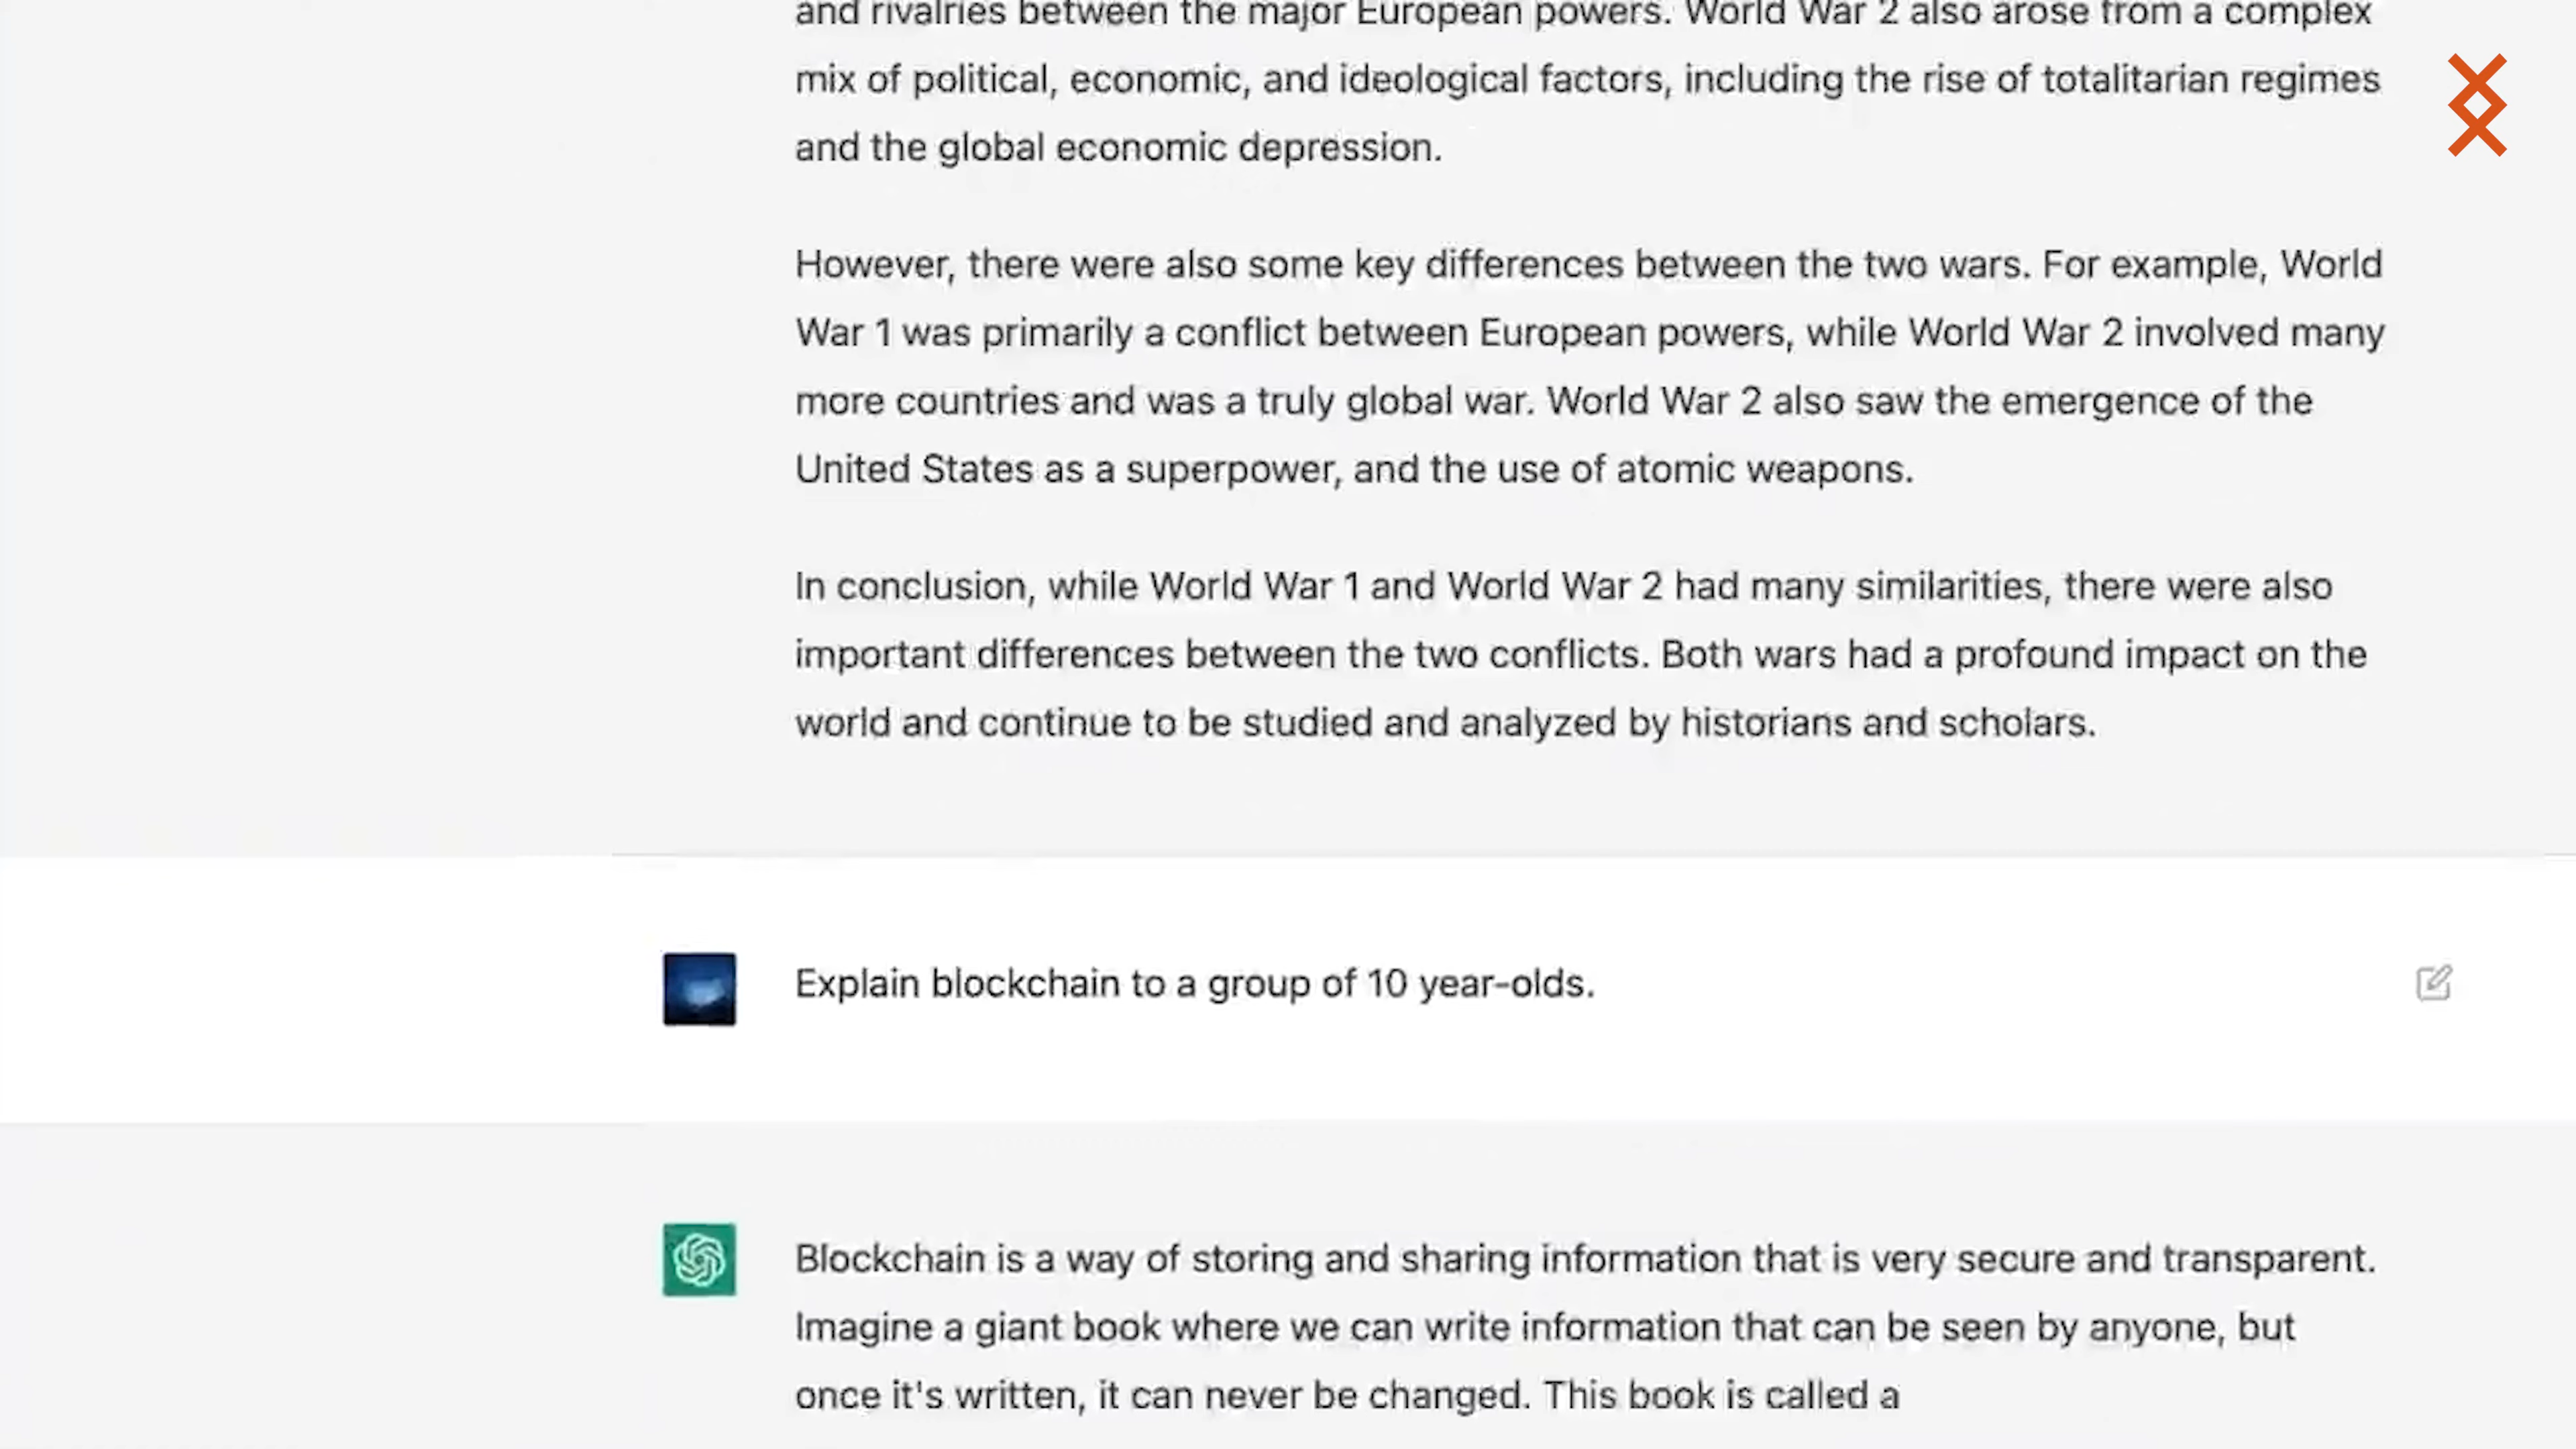 and rivalries between the major European powers. World War 2 also arose from a complex
mix of political, economic, and ideological factors, including the rise of totalitarian regimes
and the global economic depression.
However, there were also some key differences between the two wars. For example, World
War 1 was primarily a conflict between European powers, while World War 2 involved many
more countries and was a truly global war. World War 2 also saw the emergence of the
United States as a superpower, and the use of atomic weapons.
In conclusion, while World War 1 and World War 2 had many similarities, there were also
important differences between the two conflicts. Both wars had a profound impact on the
world and continue to be studied and analyzed by historians and scholars.
Explain blockchain to a group of 10 year-olds.
Blockchain is a way of storing and sharing information that is very secure and transparent.
Imagine a giant book where we can write information that can be seen by anyone, but
once it's written, it can never be changed. This book is called a